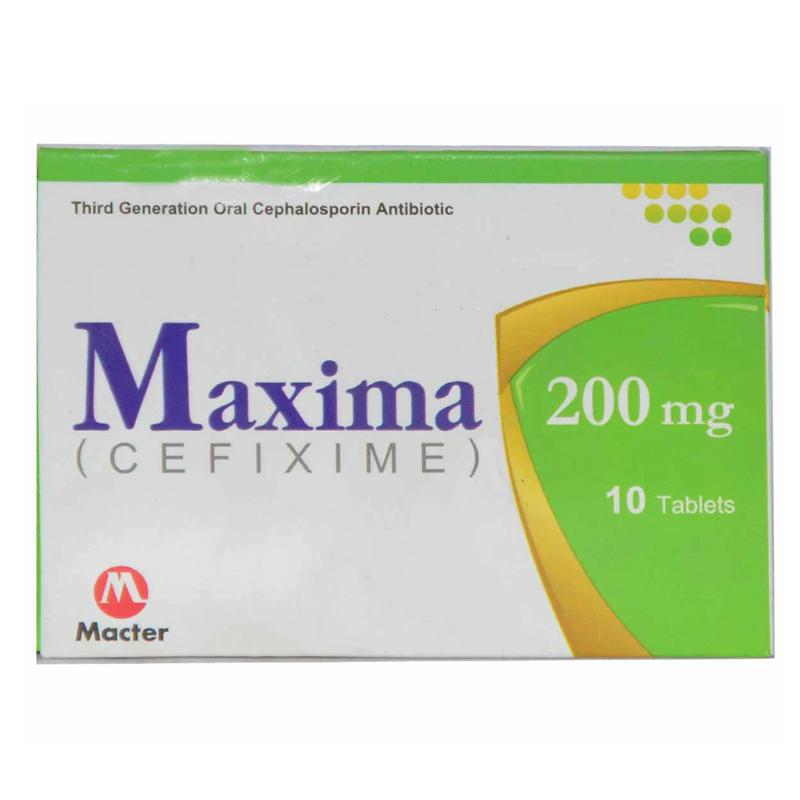 Third Generation Oral Cephalosporin Antibiotic
Maxima
(CEFIXIME)
200 mg
10 Tablets
M
Macter